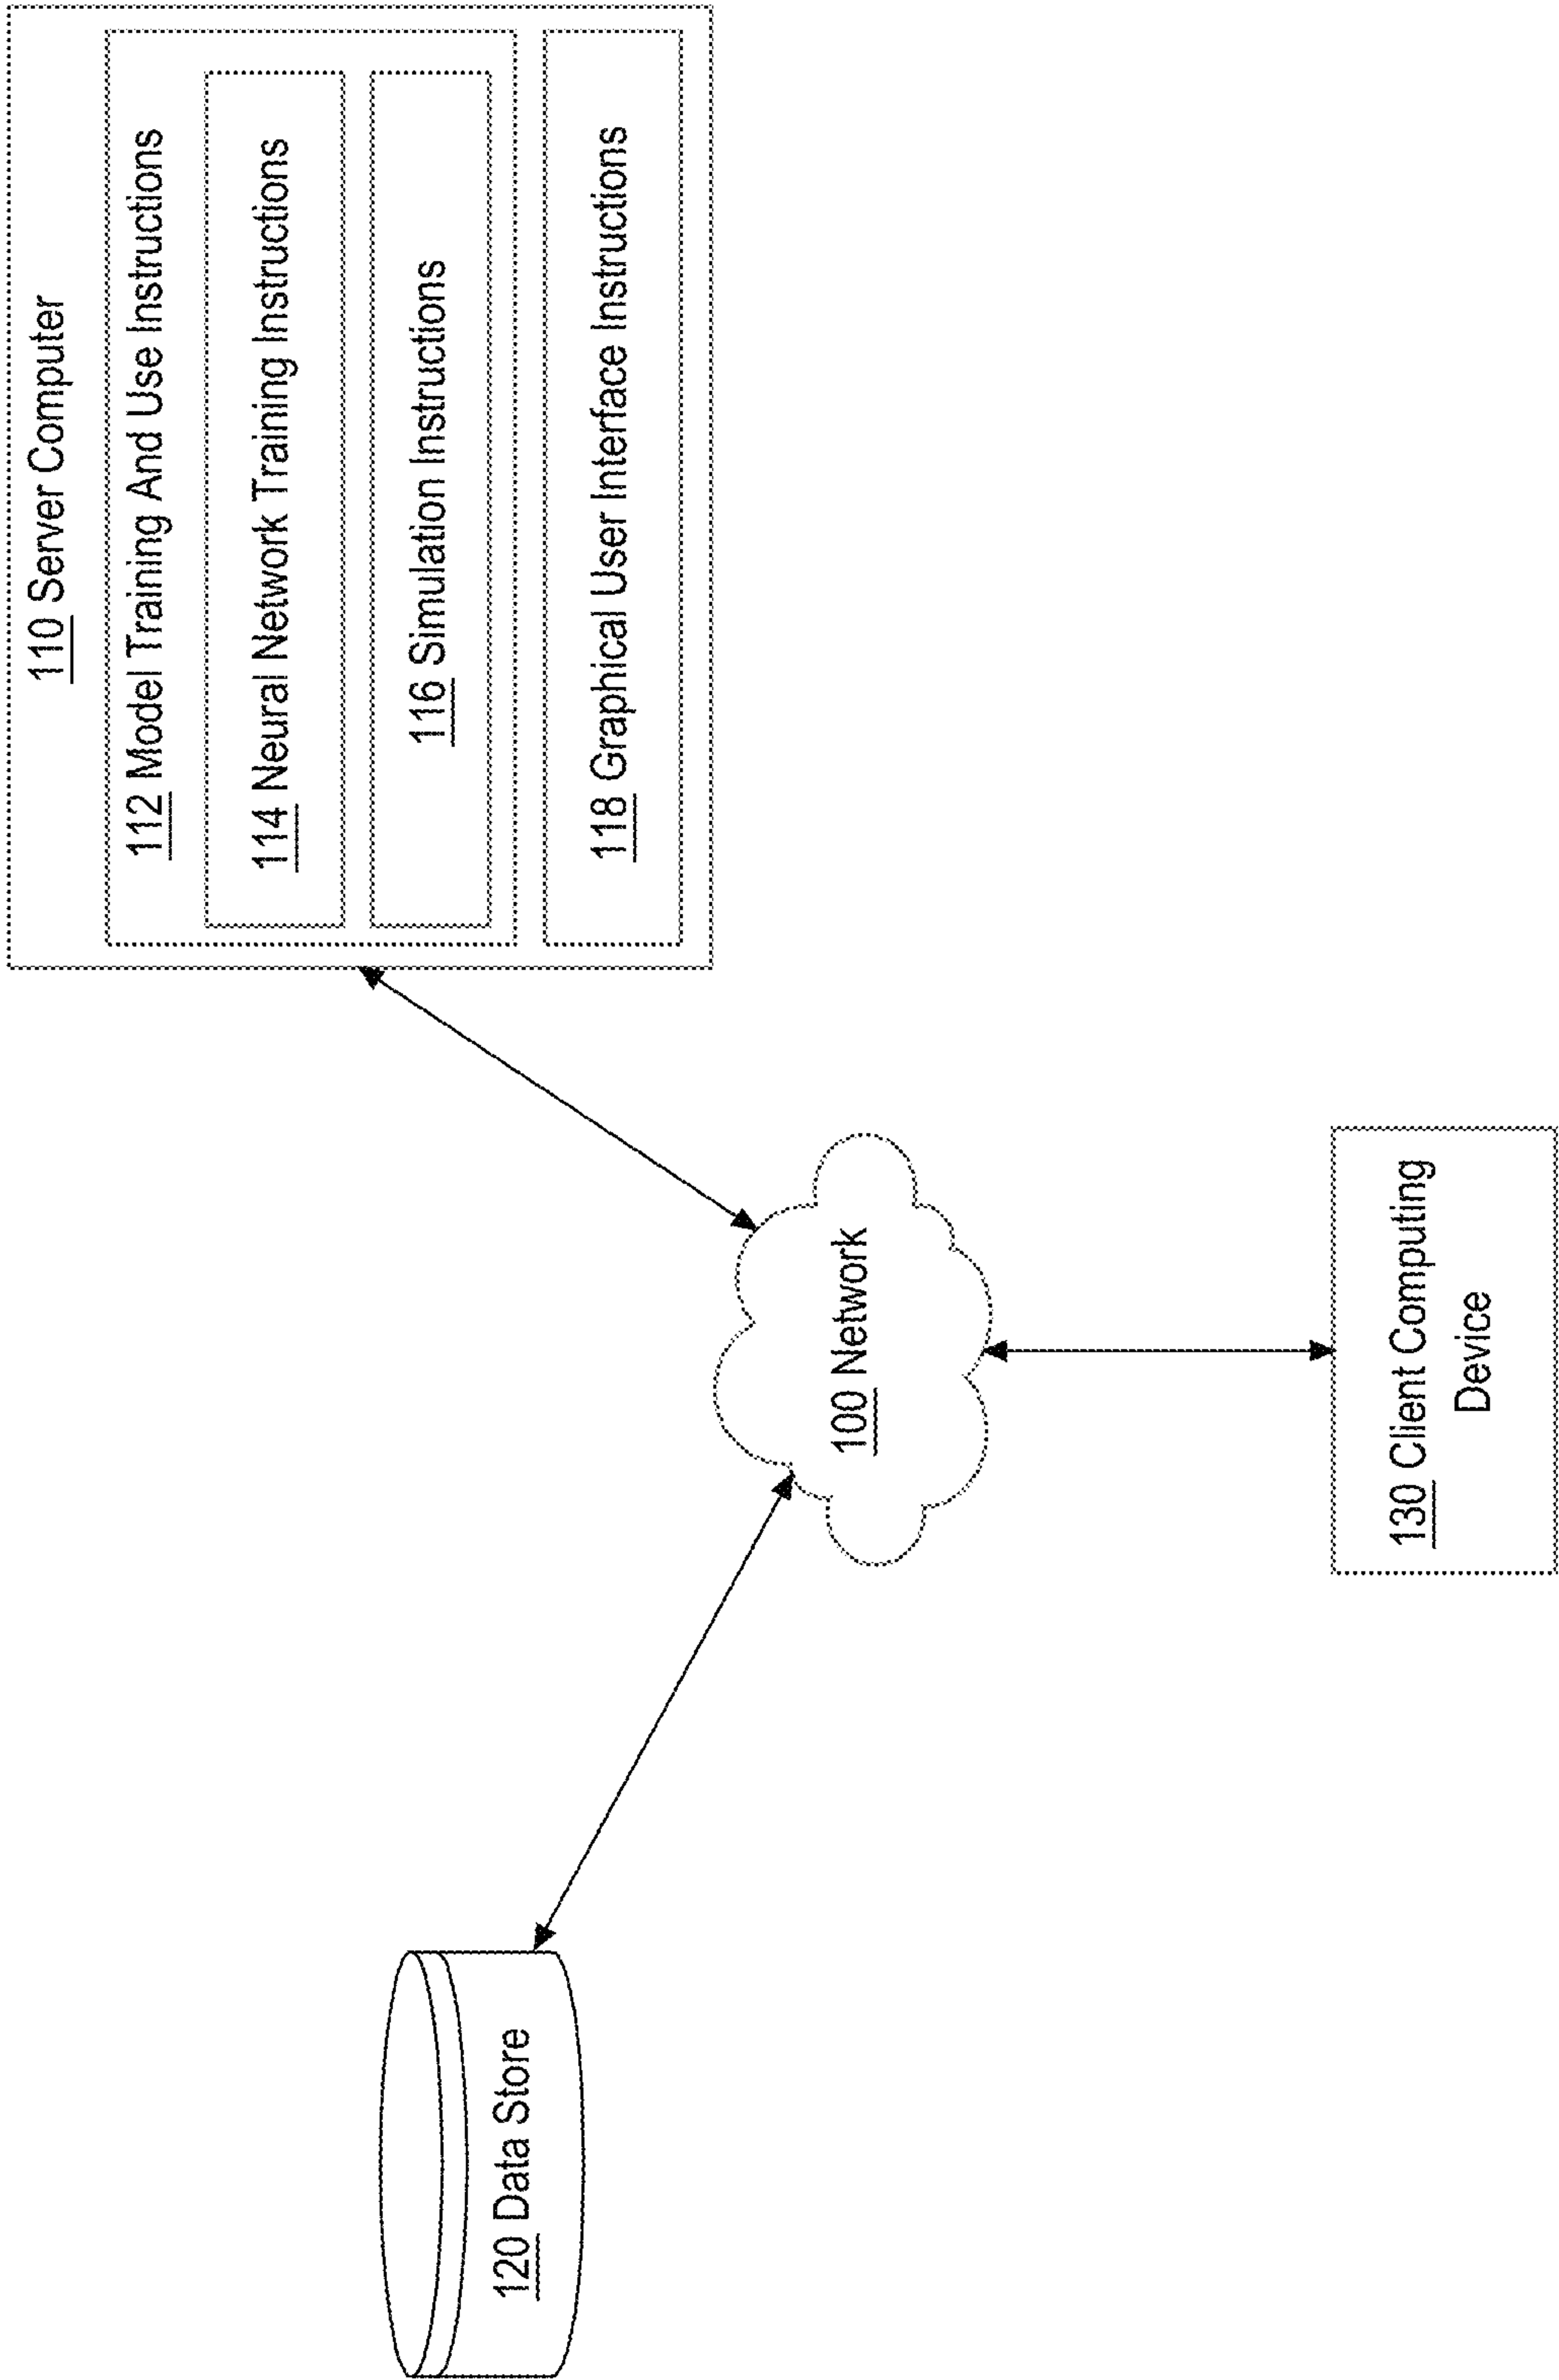 110 Server Computer
112 Model Training And Use Instructions
114 Neural Network Training Instructions
116 Simulation Instructions
118 Graphical User Interface Instructions
120 Data Store
100 Network
130 Client Computing
Device